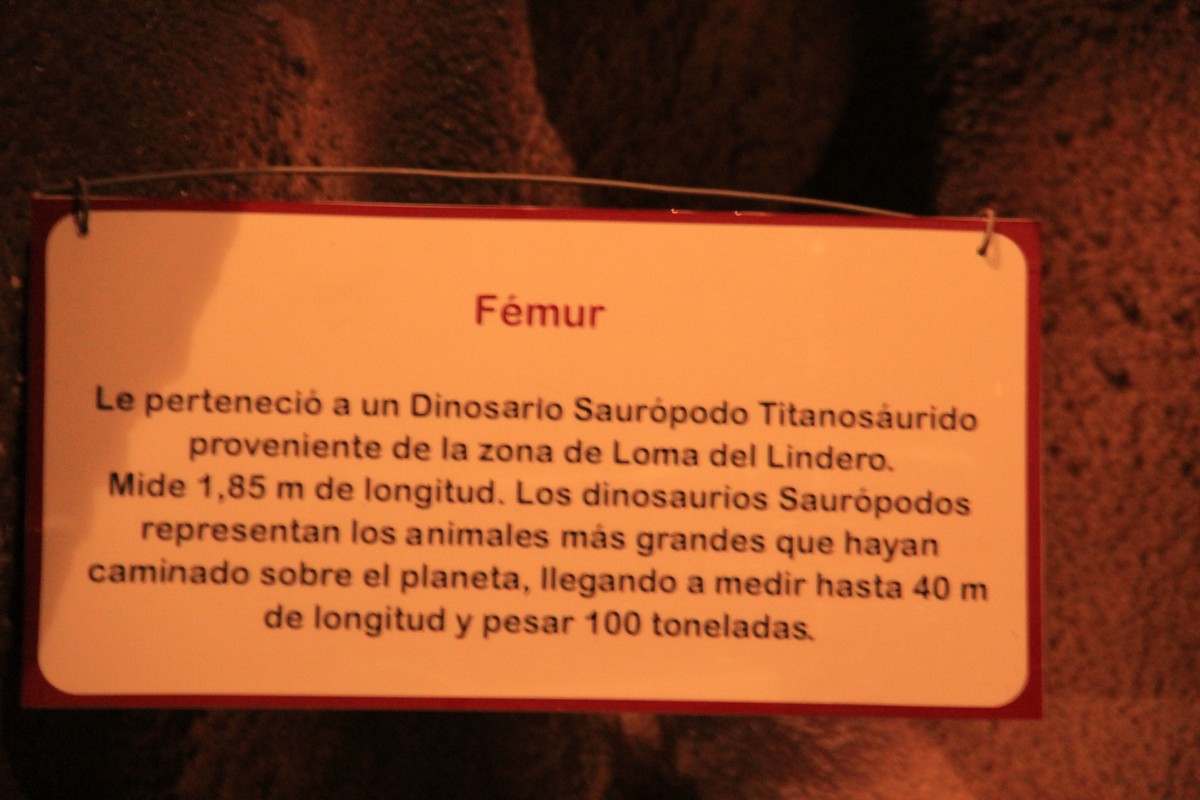 Fémur
Le perteneció a un Dinosario Saurópodo Titanosáurido
proveniente de la zona de Loma del Lindero.
Mide 1,85 m de longitud. Los dinosaurios Saurópodos
representan los animales más grandes que hayan
caminado sobre el planeta, llegando a medir hasta 40 m
de longitud y pesar 100 toneladas.